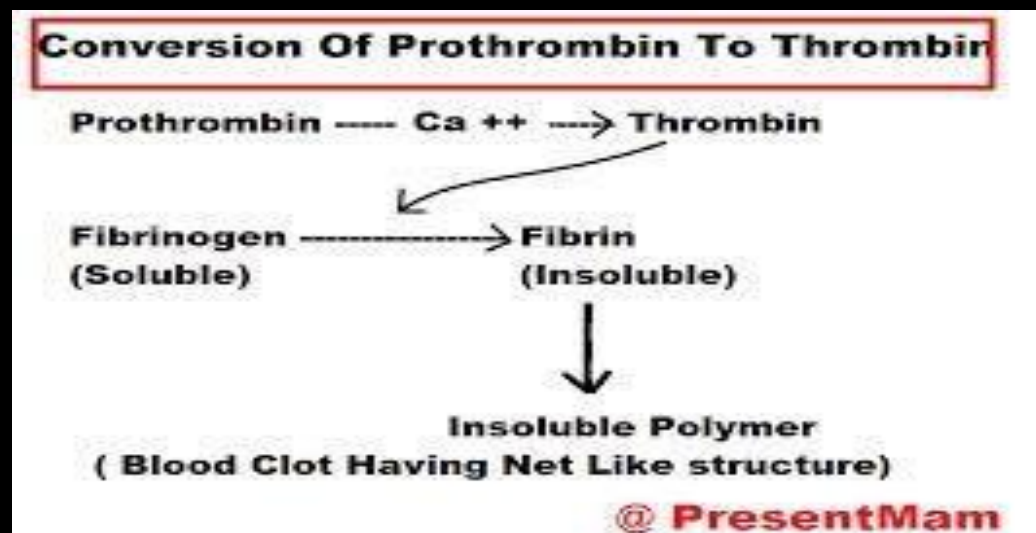 Conversion Of Prothrombin To Thrombin
Prothrombin ----- Ca ++ ----> Thrombin
Fibrinogen ---------------> Fibrin
(Soluble) (Insoluble)
Insoluble Polymer
( Blood Clot Having Net Like structure)
@ PresentMam